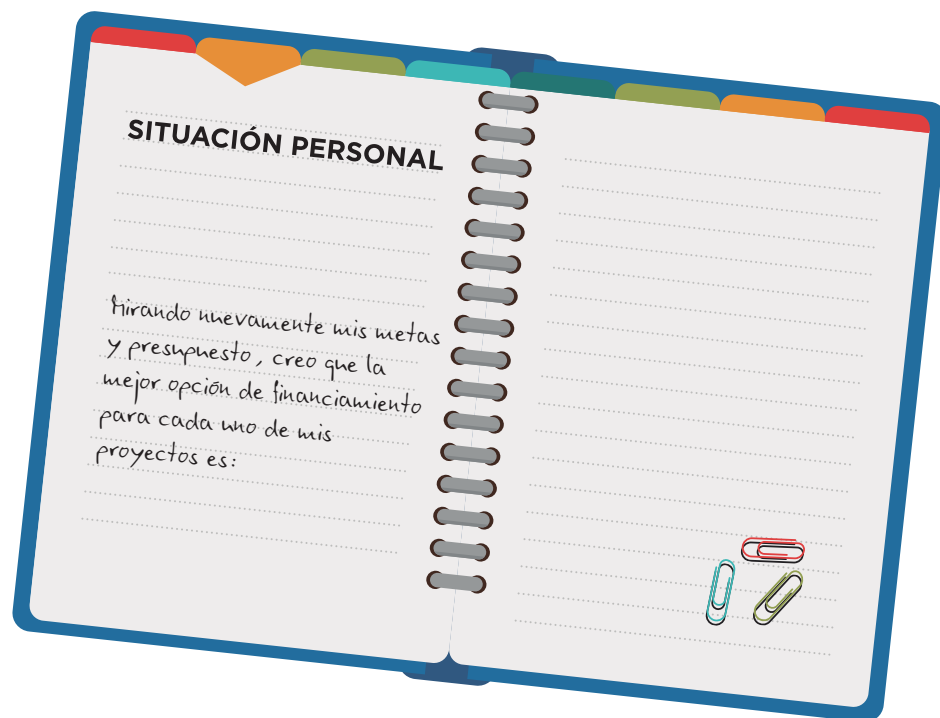 SITUACIÓN PERSONAL
Mirando nuevamente mis metas
y presupuesto, creo que la
mejor opción de financiamiento
para cada uno de mis
proyectos es: